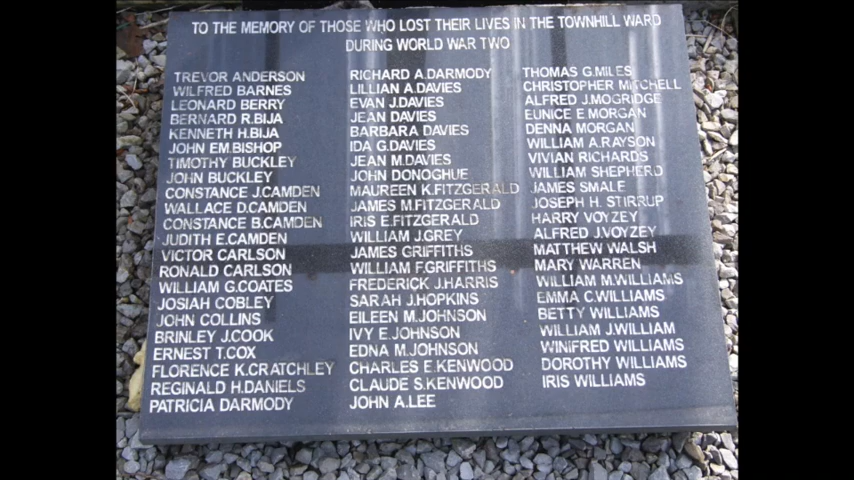 TO THE MEMORY OF THOSE WHO LOST THEIR LIVES IN THE TOWNHILL WARD
DURING WORLD WAR TWO
TREVOR ANDERSON
WILFRED BARNES
LEONARD BERRY
BERNARD R.BIJA
KENNETH H.BIJA
JOHN EM.BISHOP
TIMOTHY BUCKLEY
JOHN BUCKLEY
CONSTANCE J.CAMDEN
WALLACE D.CAMDEN
CONSTANCE B.CAMDEN
JUDITH E.CAMDEN
VICTOR CARLSON
RONALD CARLSON
WILLIAM G.COATES
JOSIAH COBLEY
JOHN COLLINS
BRINLEY J.COOK
ERNEST T.COX
FLORENCE K.CRATCHLEY
REGINALD H.DANIELS
PATRICIA DARMODY
RICHARD A.DARMODY
LILLIAN A.DAVIES
EVAN J.DAVIES
JEAN DAVIES
BARBARA DAVIES
IDA G.DAVIES
JEAN M.DAVIES
JOHN DONOGHUE
MAUREEN K.FITZGERALD
JAMES M.FITZGERALD
IRIS E.FITZGERALD
WILLIAM J.GREY
JAMES GRIFFITHS
WILLIAM F.GRIFFITHS
FREDERICK J.HARRIS
SARAH J.HOPKINS
EILEEN M.JOHNSON
IVY E.JOHNSON
EDNA M.JOHNSON
CHARLES E.KENWOOD
CLAUDE S.KENWOOD
JOHN A.LEE
THOMAS G.MILES
CHRISTOPHER MITCHELL
ALFRED J.MOGRIDGE
EUNICE E.MORGAN
DENNA MORGAN
WILLIAM A.RAYSON
VIVIAN RICHARDS
WILLIAM SHEPHERD
JAMES SMALE
JOSEPH H.STIRRUP
HARRY VOYZEY
ALFRED J.VOYZEY
MATTHEW WALSH
MARY WARREN
WILLIAM M.WILLIAMS
EMMA C.WILLIAMS
BETTY WILLIAMS
WILLIAM J.WILLIAM
WINIFRED WILLIAMS
DOROTHY WILLIAMS
IRIS WILLIAMS